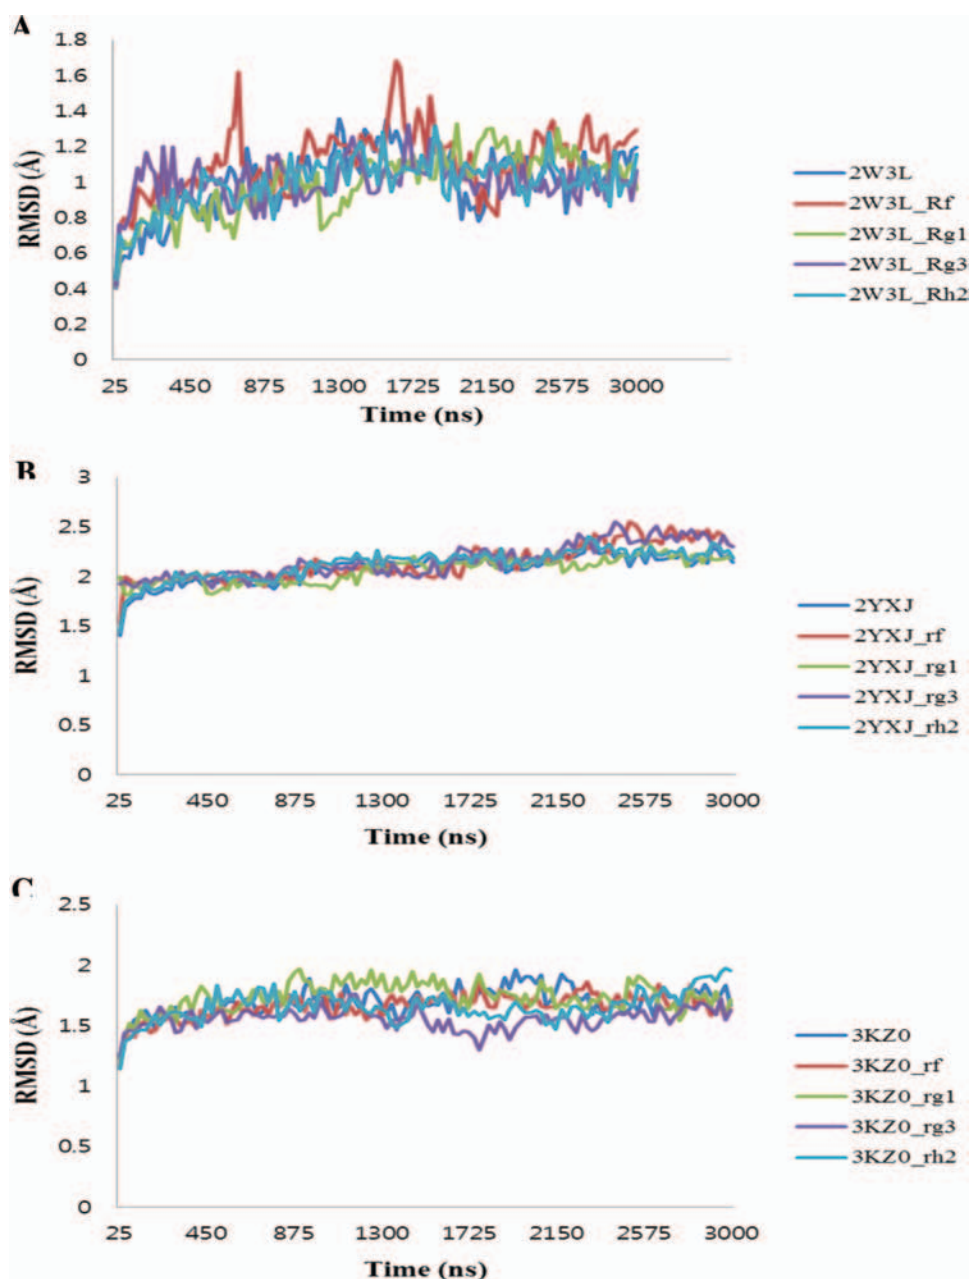 A
1.8
1.6
1.4
1.2
1
0.8
0.6
0.4
0.2
0
RMSD (Å)
25 450 875 1300 1725 2150 2575 3000
Time (ns)
2W3L
2W3L_Rf
2W3L_Rg1
2W3L_Rg3
2W3L_Rh2
B
3
2.5
2
1.5
1
0.5
0
RMSD (Å)
25 450 875 1300 1725 2150 2575 3000
Time (ns)
2YXJ
2YXJ_rf
2YXJ_rg1
2YXJ_rg3
2YXJ_rh2
C
2.5
2
1.5
1
0.5
0
RMSD (Å)
25 450 875 1300 1725 2150 2575 3000
Time (ns)
3KZ0
3KZ0_rf
3KZ0_rg1
3KZ0_rg3
3KZ0_rh2